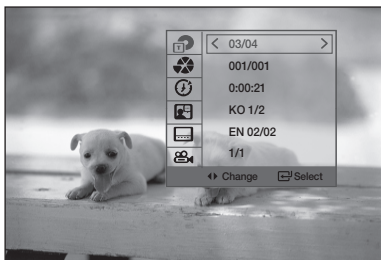 T
< 03/04 >
001/001
0:00:21
KO 1/2
EN 02/02
1/1
Change Select